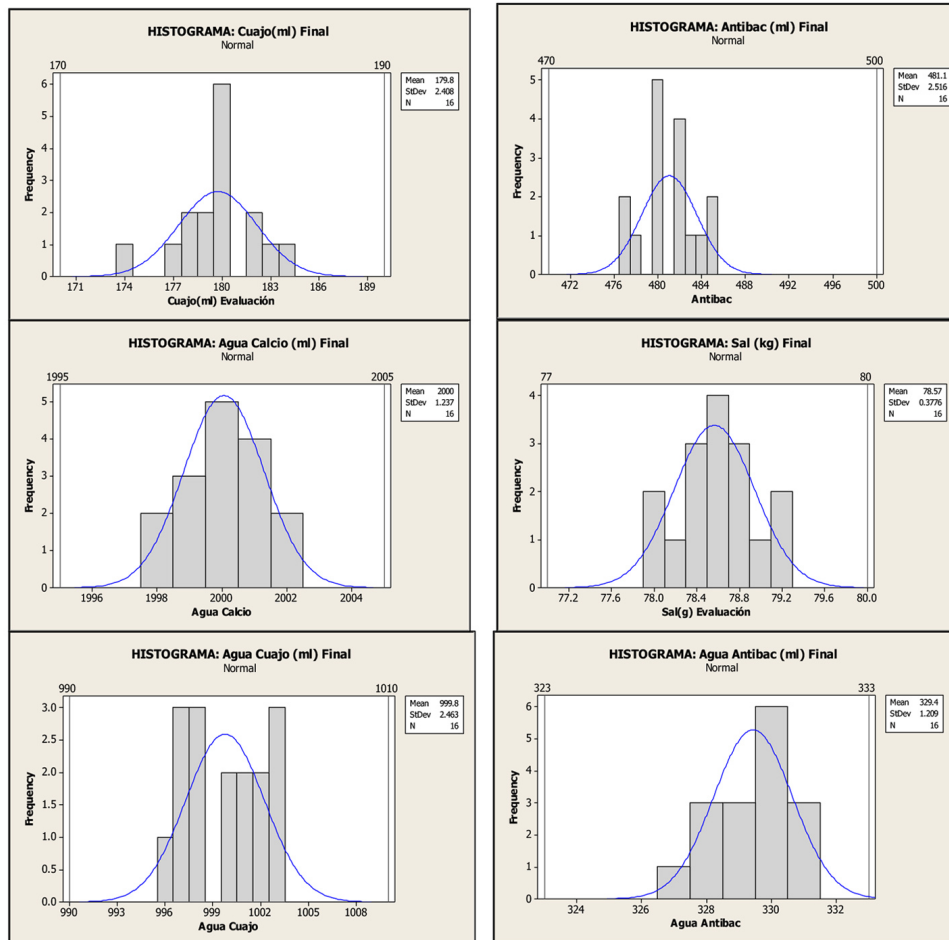 HISTOGRAMA: Cuajo(ml) Final
Normal
170 190
Mean 179.8
StDev 2.408
N 16
6
5
4
3
2
1
0
Frequency
171 174 177 180 183 186 189
Cuajo(ml) Evaluación
HISTOGRAMA: Antibac (ml) Final
Normal
470 500
Mean 481.1
StDev 2.516
N 16
5
4
3
2
1
0
Frequency
472 476 480 484 488 492 496 500
Antibac
HISTOGRAMA: Agua Calcio (ml) Final
Normal
1995 2005
Mean 2000
StDev 1.237
N 16
5
4
3
2
1
0
Frequency
1996 1998 2000 2002 2004
Agua Calcio
HISTOGRAMA: Sal (kg) Final
Normal
77 80
Mean 78.57
StDev 0.3776
N 16
4
3
2
1
0
Frequency
77.2 77.6 78.0 78.4 78.8 79.2 79.6 80.0
Sal(g) Evaluación
HISTOGRAMA: Agua Cuajo (ml) Final
Normal
990 1010
Mean 999.8
StDev 2.463
N 16
3.0
2.5
2.0
1.5
1.0
0.5
0.0
Frequency
990 993 996 999 1002 1005 1008
Agua Cuajo
HISTOGRAMA: Agua Antibac (ml) Final
Normal
323 333
Mean 329.4
StDev 1.209
N 16
6
5
4
3
2
1
0
Frequency
324 326 328 330 332
Agua Antibac